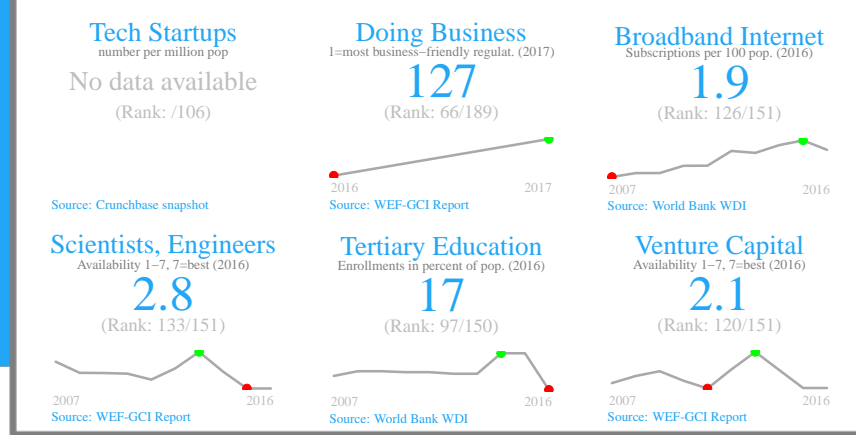 Tech Startups
number per million pop
No data available
(Rank: /106)
Source: Crunchbase snapshot
Doing Business
1=most business–friendly regulat. (2017)
127
(Rank: 66/189)
2016 2017
Source: WEF-GCI Report
Broadband Internet
Subscriptions per 100 pop. (2016)
1.9
(Rank: 126/151)
2007 2016
Source: World Bank WDI
Scientists, Engineers
Availability 1–7, 7=best (2016)
2.8
(Rank: 133/151)
2007 2016
Source: WEF-GCI Report
Tertiary Education
Enrollments in percent of pop. (2016)
17
(Rank: 97/150)
2007 2016
Source: World Bank WDI
Venture Capital
Availability 1–7, 7=best (2016)
2.1
(Rank: 120/151)
2007 2016
Source: WEF-GCI Report